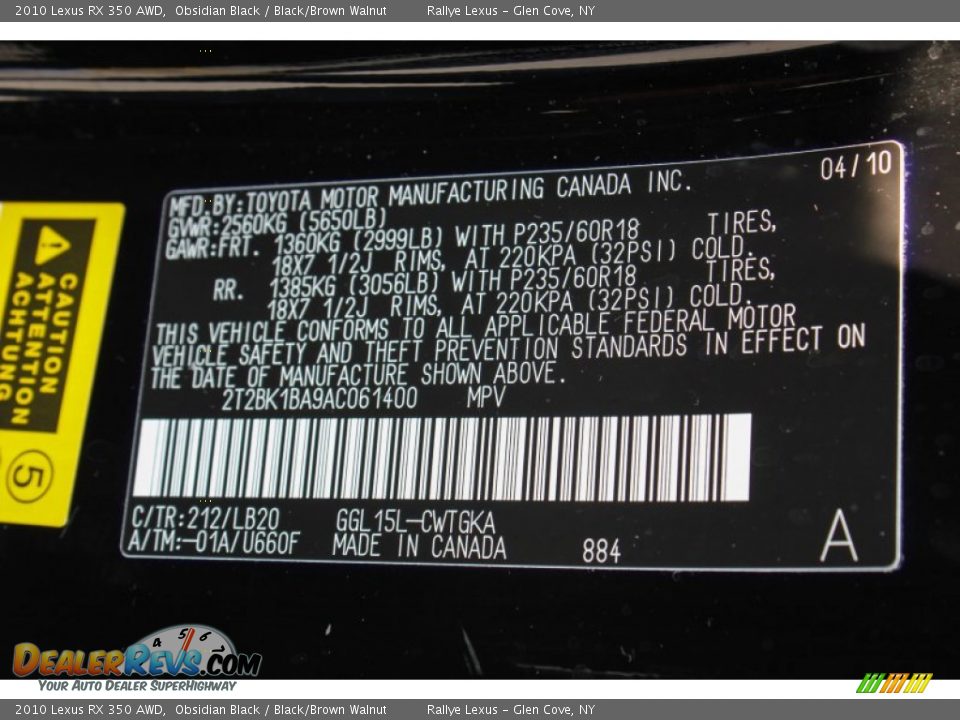 2010 Lexus RX 350 AWD, Obsidian Black / Black/Brown Walnut Rallye Lexus - Glen Cove, NY
04/10
MFD.BY:TOYOTA MOTOR MANUFACTURING CANADA INC.
GVWR:2560KG (5650LB)
GAWR:FRT. 1360KG (2999LB) WITH P235/60R18 TIRES,
18X7 1/2J RIMS, AT 220KPA (32PSI) COLD.
RR. 1385KG (3056LB) WITH P235/60R18 TIRES,
18X7 1/2J RIMS, AT 220KPA (32PSI) COLD.
THIS VEHICLE CONFORMS TO ALL APPLICABLE FEDERAL MOTOR
VEHICLE SAFETY AND THEFT PREVENTION STANDARDS IN EFFECT ON
THE DATE OF MANUFACTURE SHOWN ABOVE.
2T2BK1BA9AC061400 MPV
C/TR:212/LB20 GGL15L-CWTGKA
A/TM:-01A/U660F MADE IN CANADA 884 A
CAUTION
ATTENTION
ACHTUNG
5
4 5 6 7
DealerRevs.com
Your Auto Dealer SuperHighway
2010 Lexus RX 350 AWD, Obsidian Black / Black/Brown Walnut Rallye Lexus - Glen Cove, NY